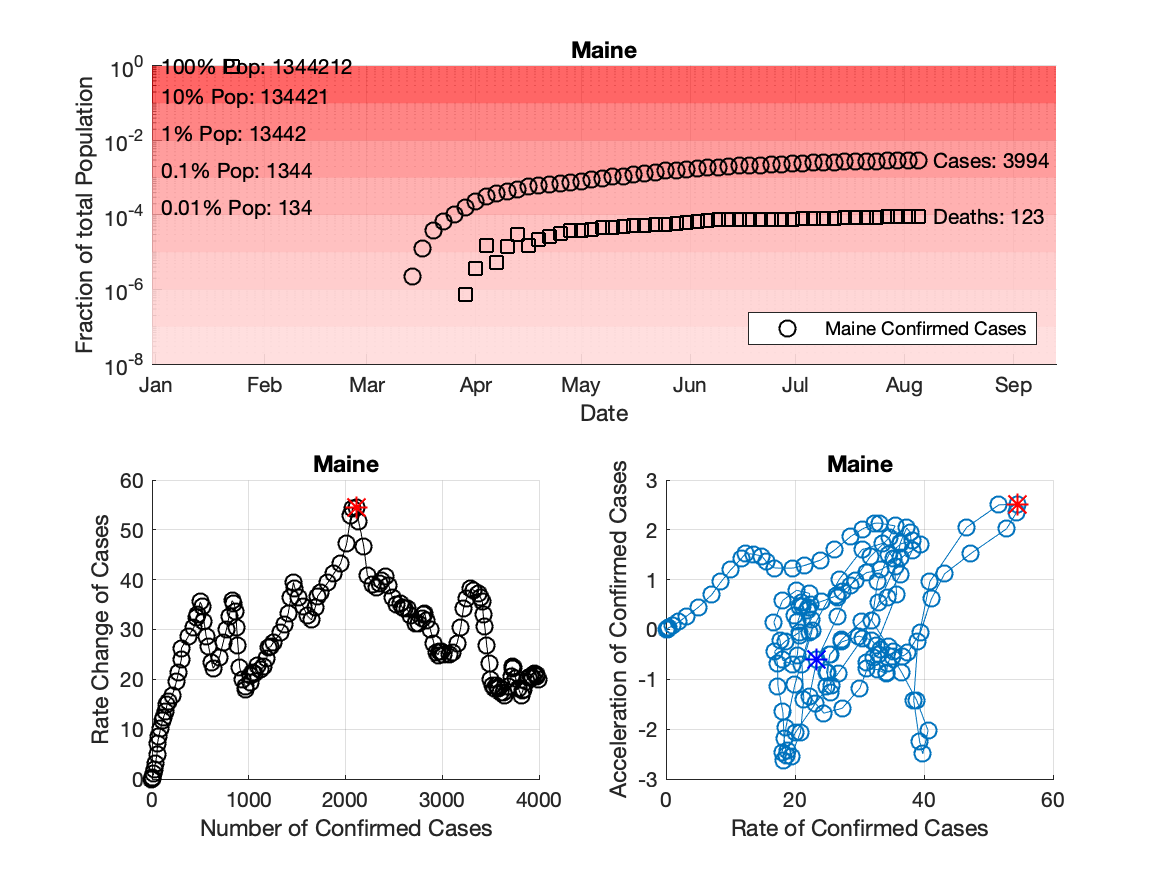 Maine
Fraction of total Population
10^0
10^-2
10^-4
10^-6
10^-8
100% Pop: 1344212
10% Pop: 134421
1% Pop: 13442
0.1% Pop: 1344
0.01% Pop: 134
Cases: 3994
Deaths: 123
Maine Confirmed Cases
Jan Feb Mar Apr May Jun Jul Aug Sep
Date
Maine
Rate Change of Cases
60
50
40
30
20
10
0
0 1000 2000 3000 4000
Number of Confirmed Cases
Maine
Acceleration of Confirmed Cases
3
2
1
0
-1
-2
-3
0 20 40 60
Rate of Confirmed Cases